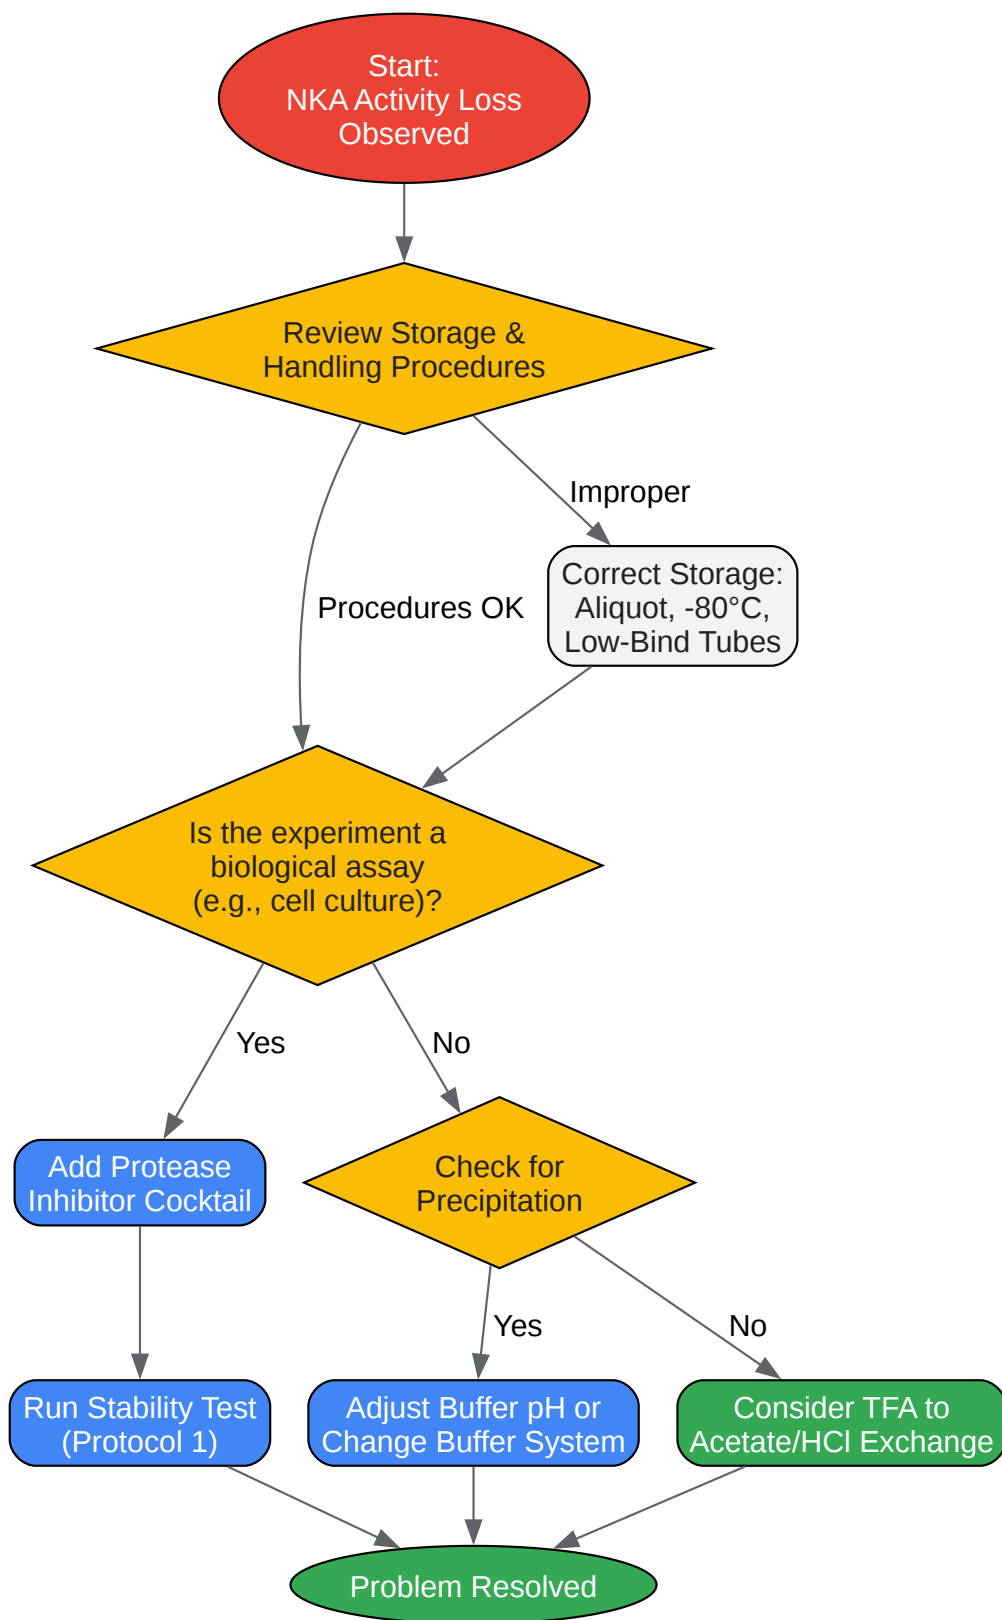 Start:
NKA Activity Loss
Observed
Review Storage &
Handling Procedures
Improper
Correct Storage:
Aliquot, -80°C,
Low-Bind Tubes
Procedures OK
Is the experiment a
biological assay
(e.g., cell culture)?
Yes
No
Add Protease
Inhibitor Cocktail
Check for
Precipitation
Yes
No
Run Stability Test
(Protocol 1)
Adjust Buffer pH or
Change Buffer System
Consider TFA to
Acetate/HCl Exchange
Problem Resolved